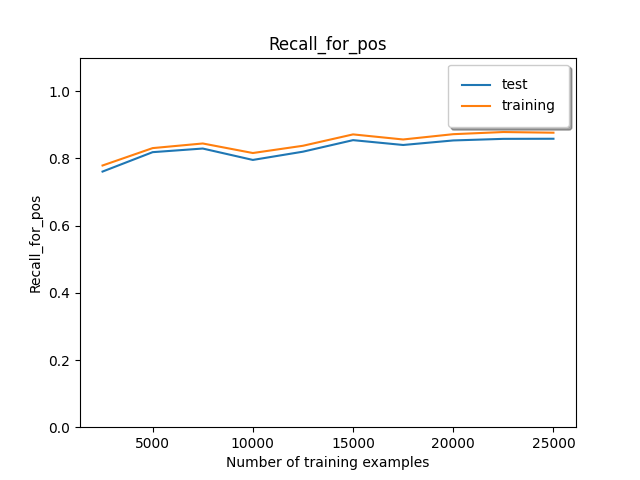 Recall_for_pos
test
training
1.0
0.8
0.6
0.4
0.2
0.0
Recall_for_pos
5000
10000
15000
20000
25000
Number of training examples